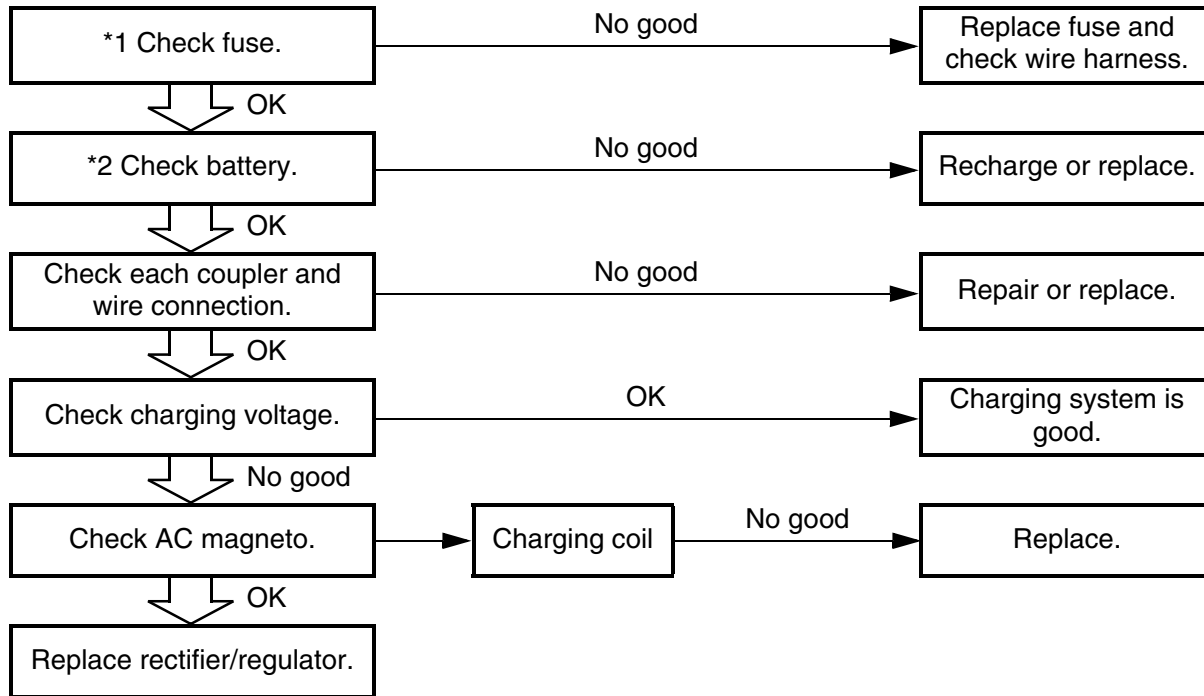 *1 Check fuse.
No good
Replace fuse and
check wire harness.
OK
*2 Check battery.
No good
Recharge or replace.
OK
Check each coupler and
wire connection.
No good
Repair or replace.
OK
Check charging voltage.
OK
Charging system is
good.
No good
Check AC magneto.
Charging coil
No good
Replace.
OK
Replace rectifier/regulator.